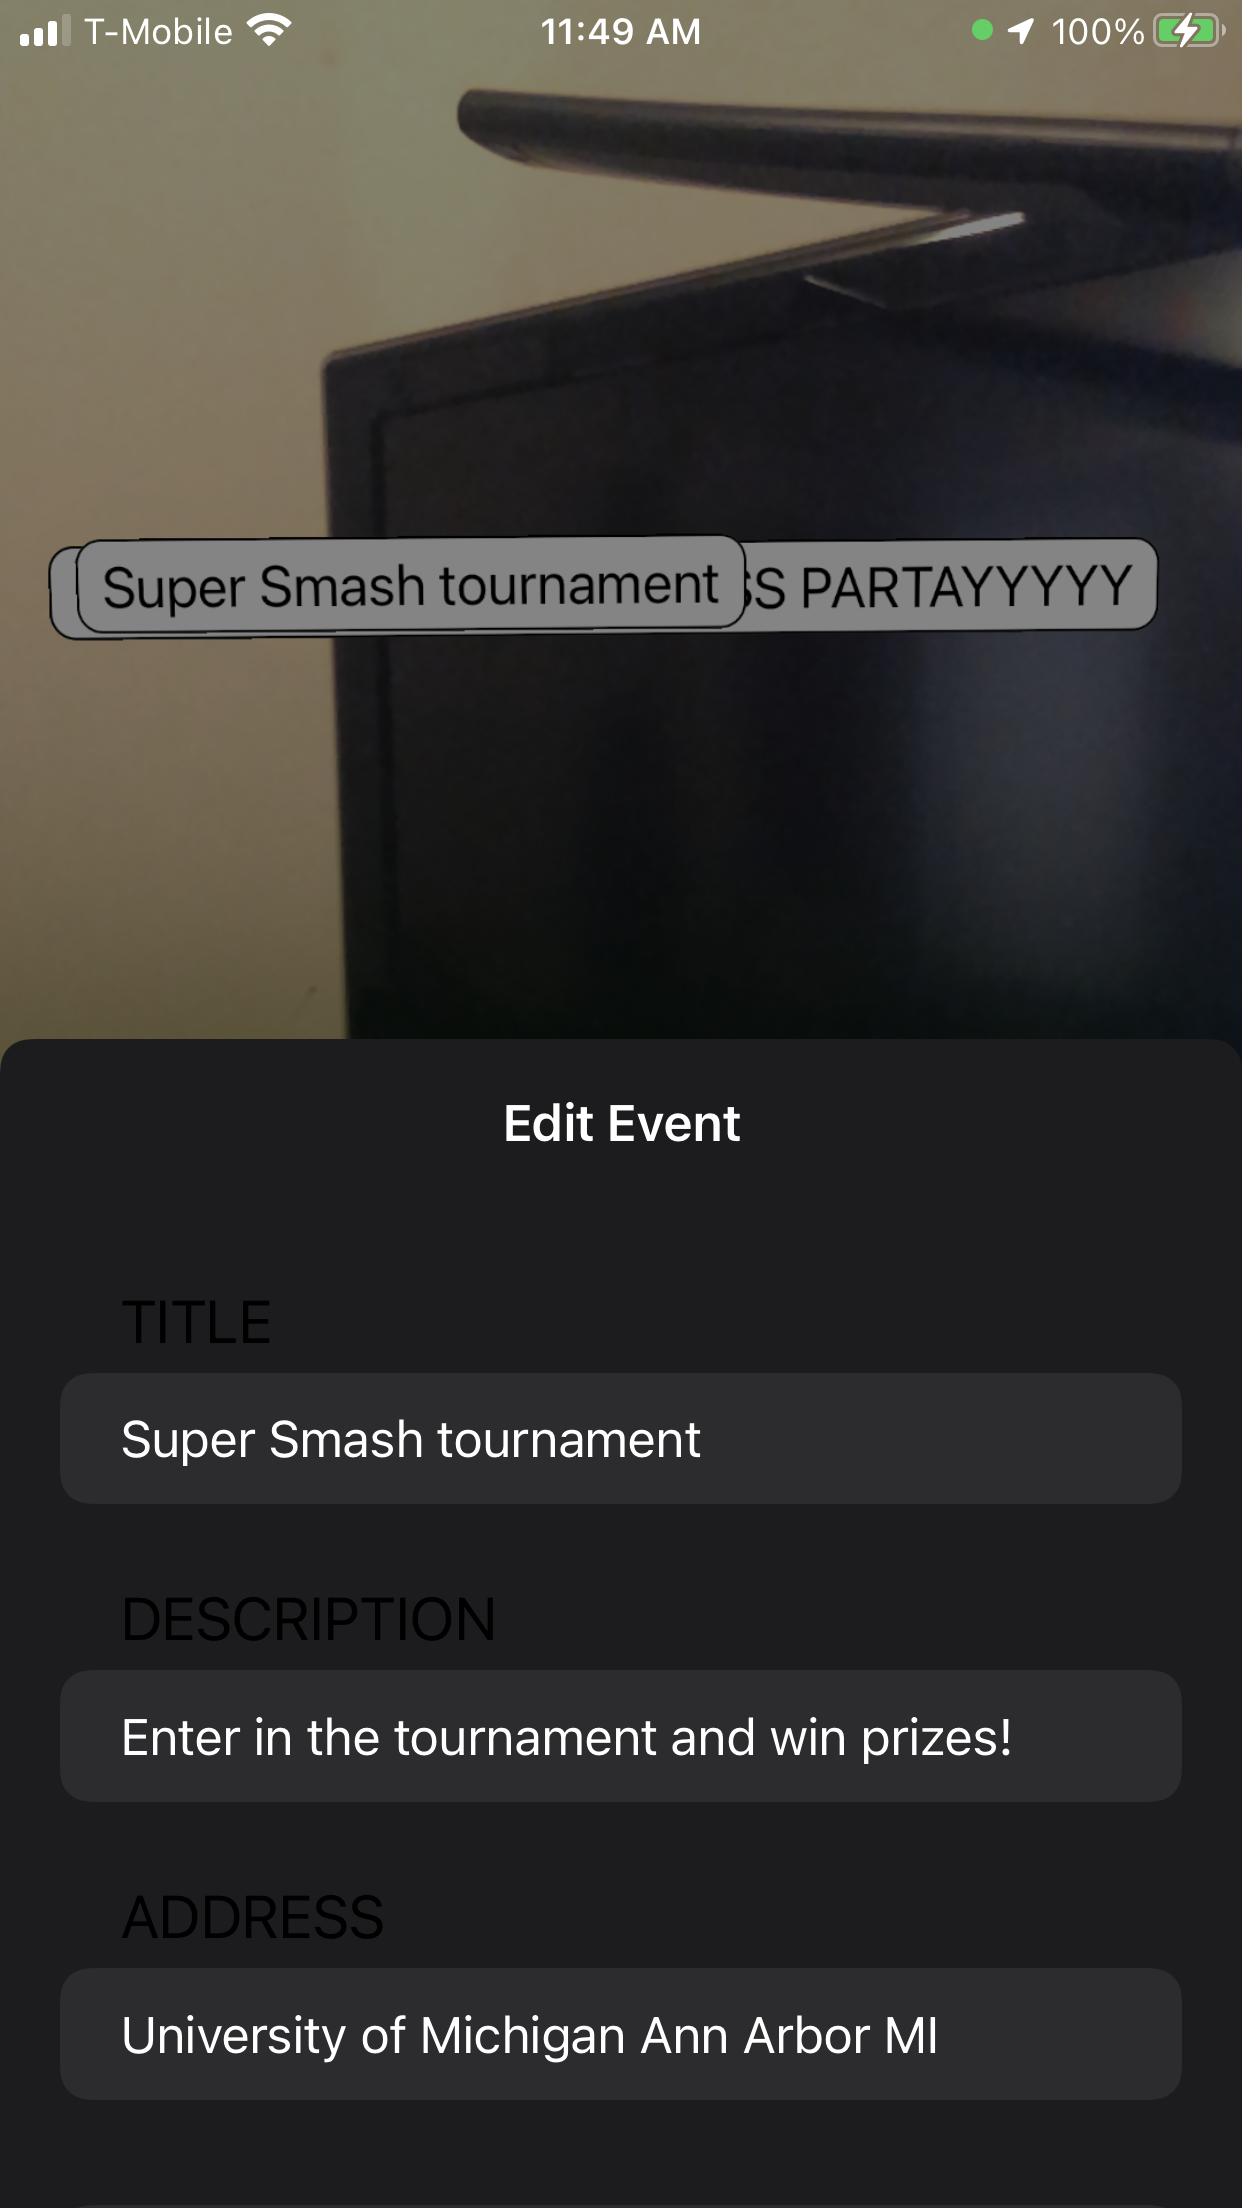 T-Mobile 11:49 AM 100%
Super Smash tournament SS PARTAYYYYY
Edit Event
TITLE
Super Smash tournament
DESCRIPTION
Enter in the tournament and win prizes!
ADDRESS
University of Michigan Ann Arbor MI